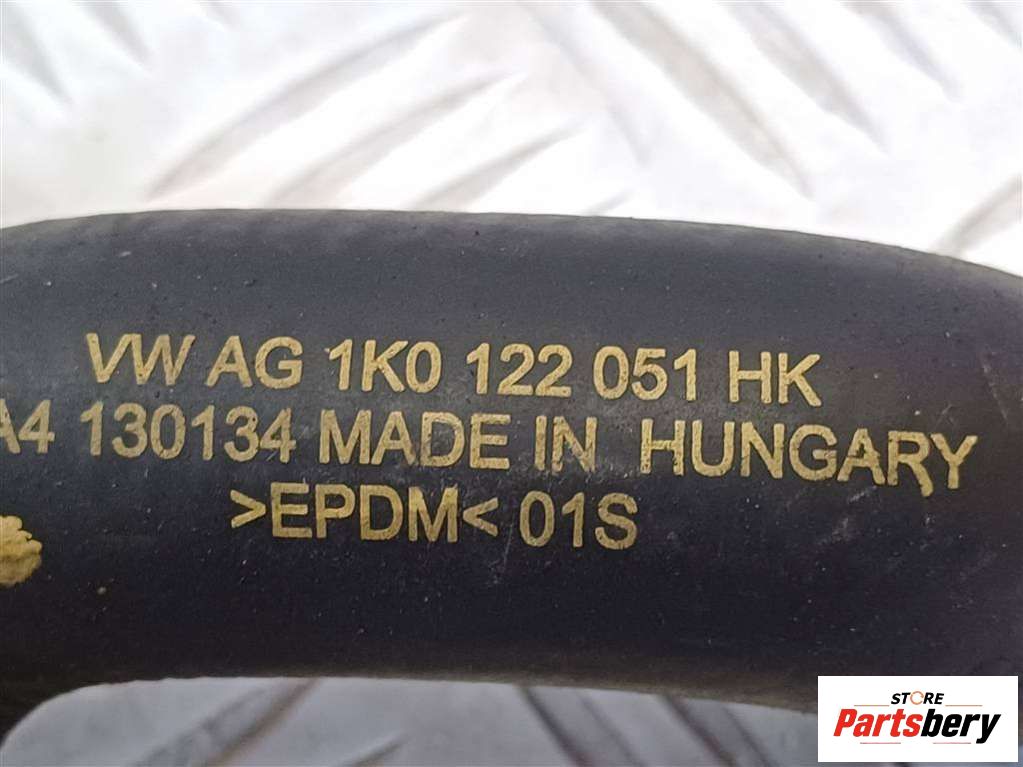 VW AG 1K0 122 051 HK
A4 130134 MADE IN HUNGARY
>EPDM< 01S
STORE
Partsbery